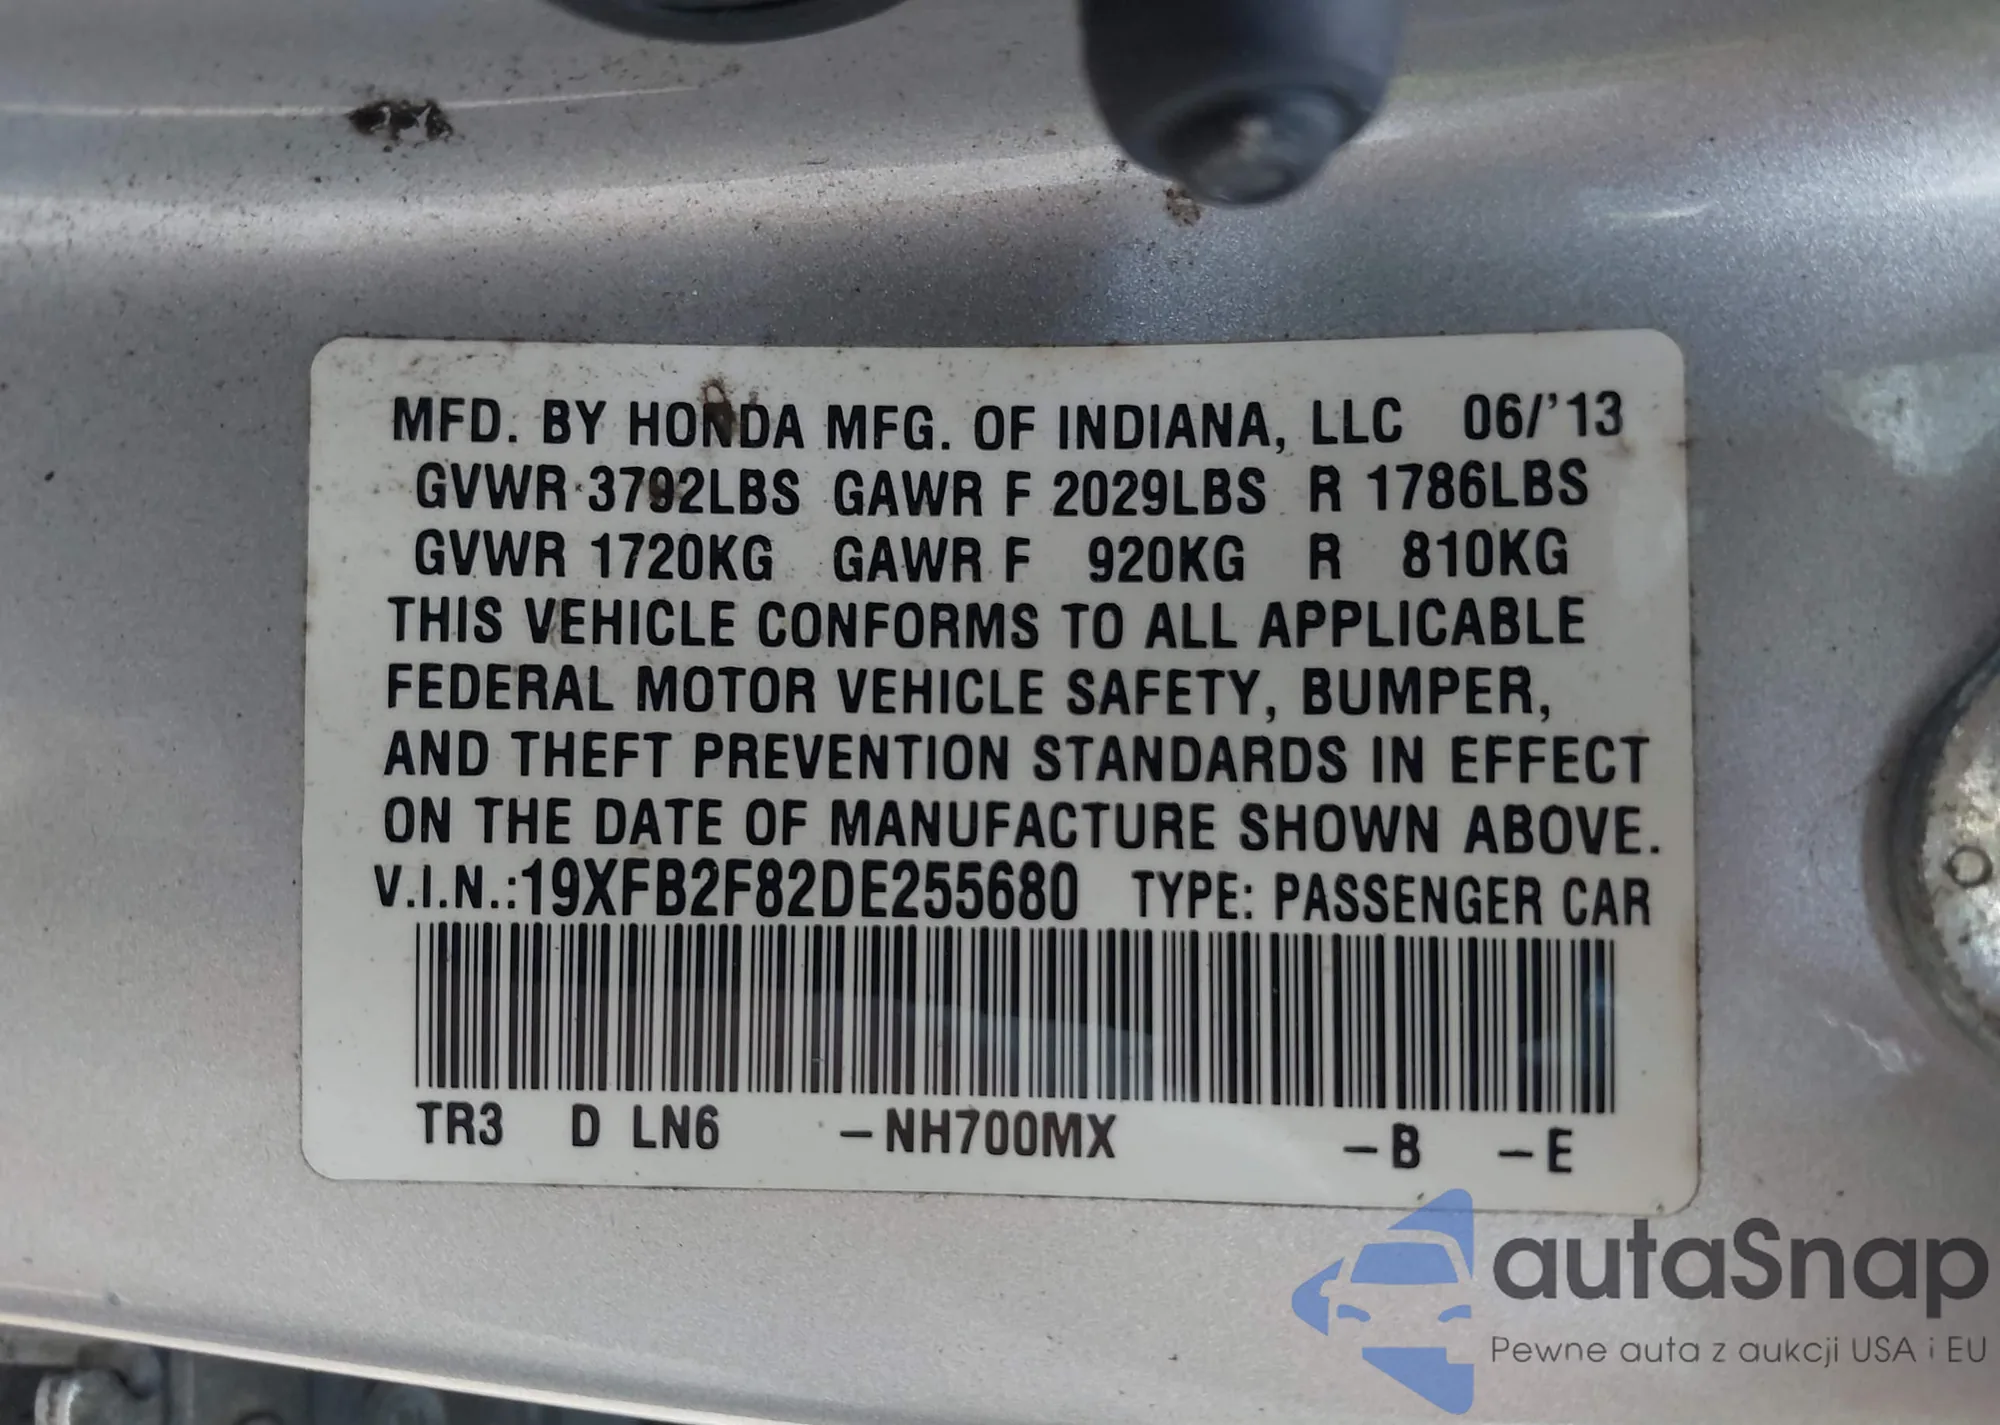 MFD. BY HONDA MFG. OF INDIANA, LLC 06/'13
GVWR 3792LBS GAWR F 2029LBS R 1786LBS
GVWR 1720KG GAWR F 920KG R 810KG
THIS VEHICLE CONFORMS TO ALL APPLICABLE
FEDERAL MOTOR VEHICLE SAFETY, BUMPER,
AND THEFT PREVENTION STANDARDS IN EFFECT
ON THE DATE OF MANUFACTURE SHOWN ABOVE.
V.I.N.:19XFB2F82DE255680 TYPE: PASSENGER CAR
TR3 D LN6 –NH700MX –B –E
autaSnap
Pewne auta z aukcji USA i EU